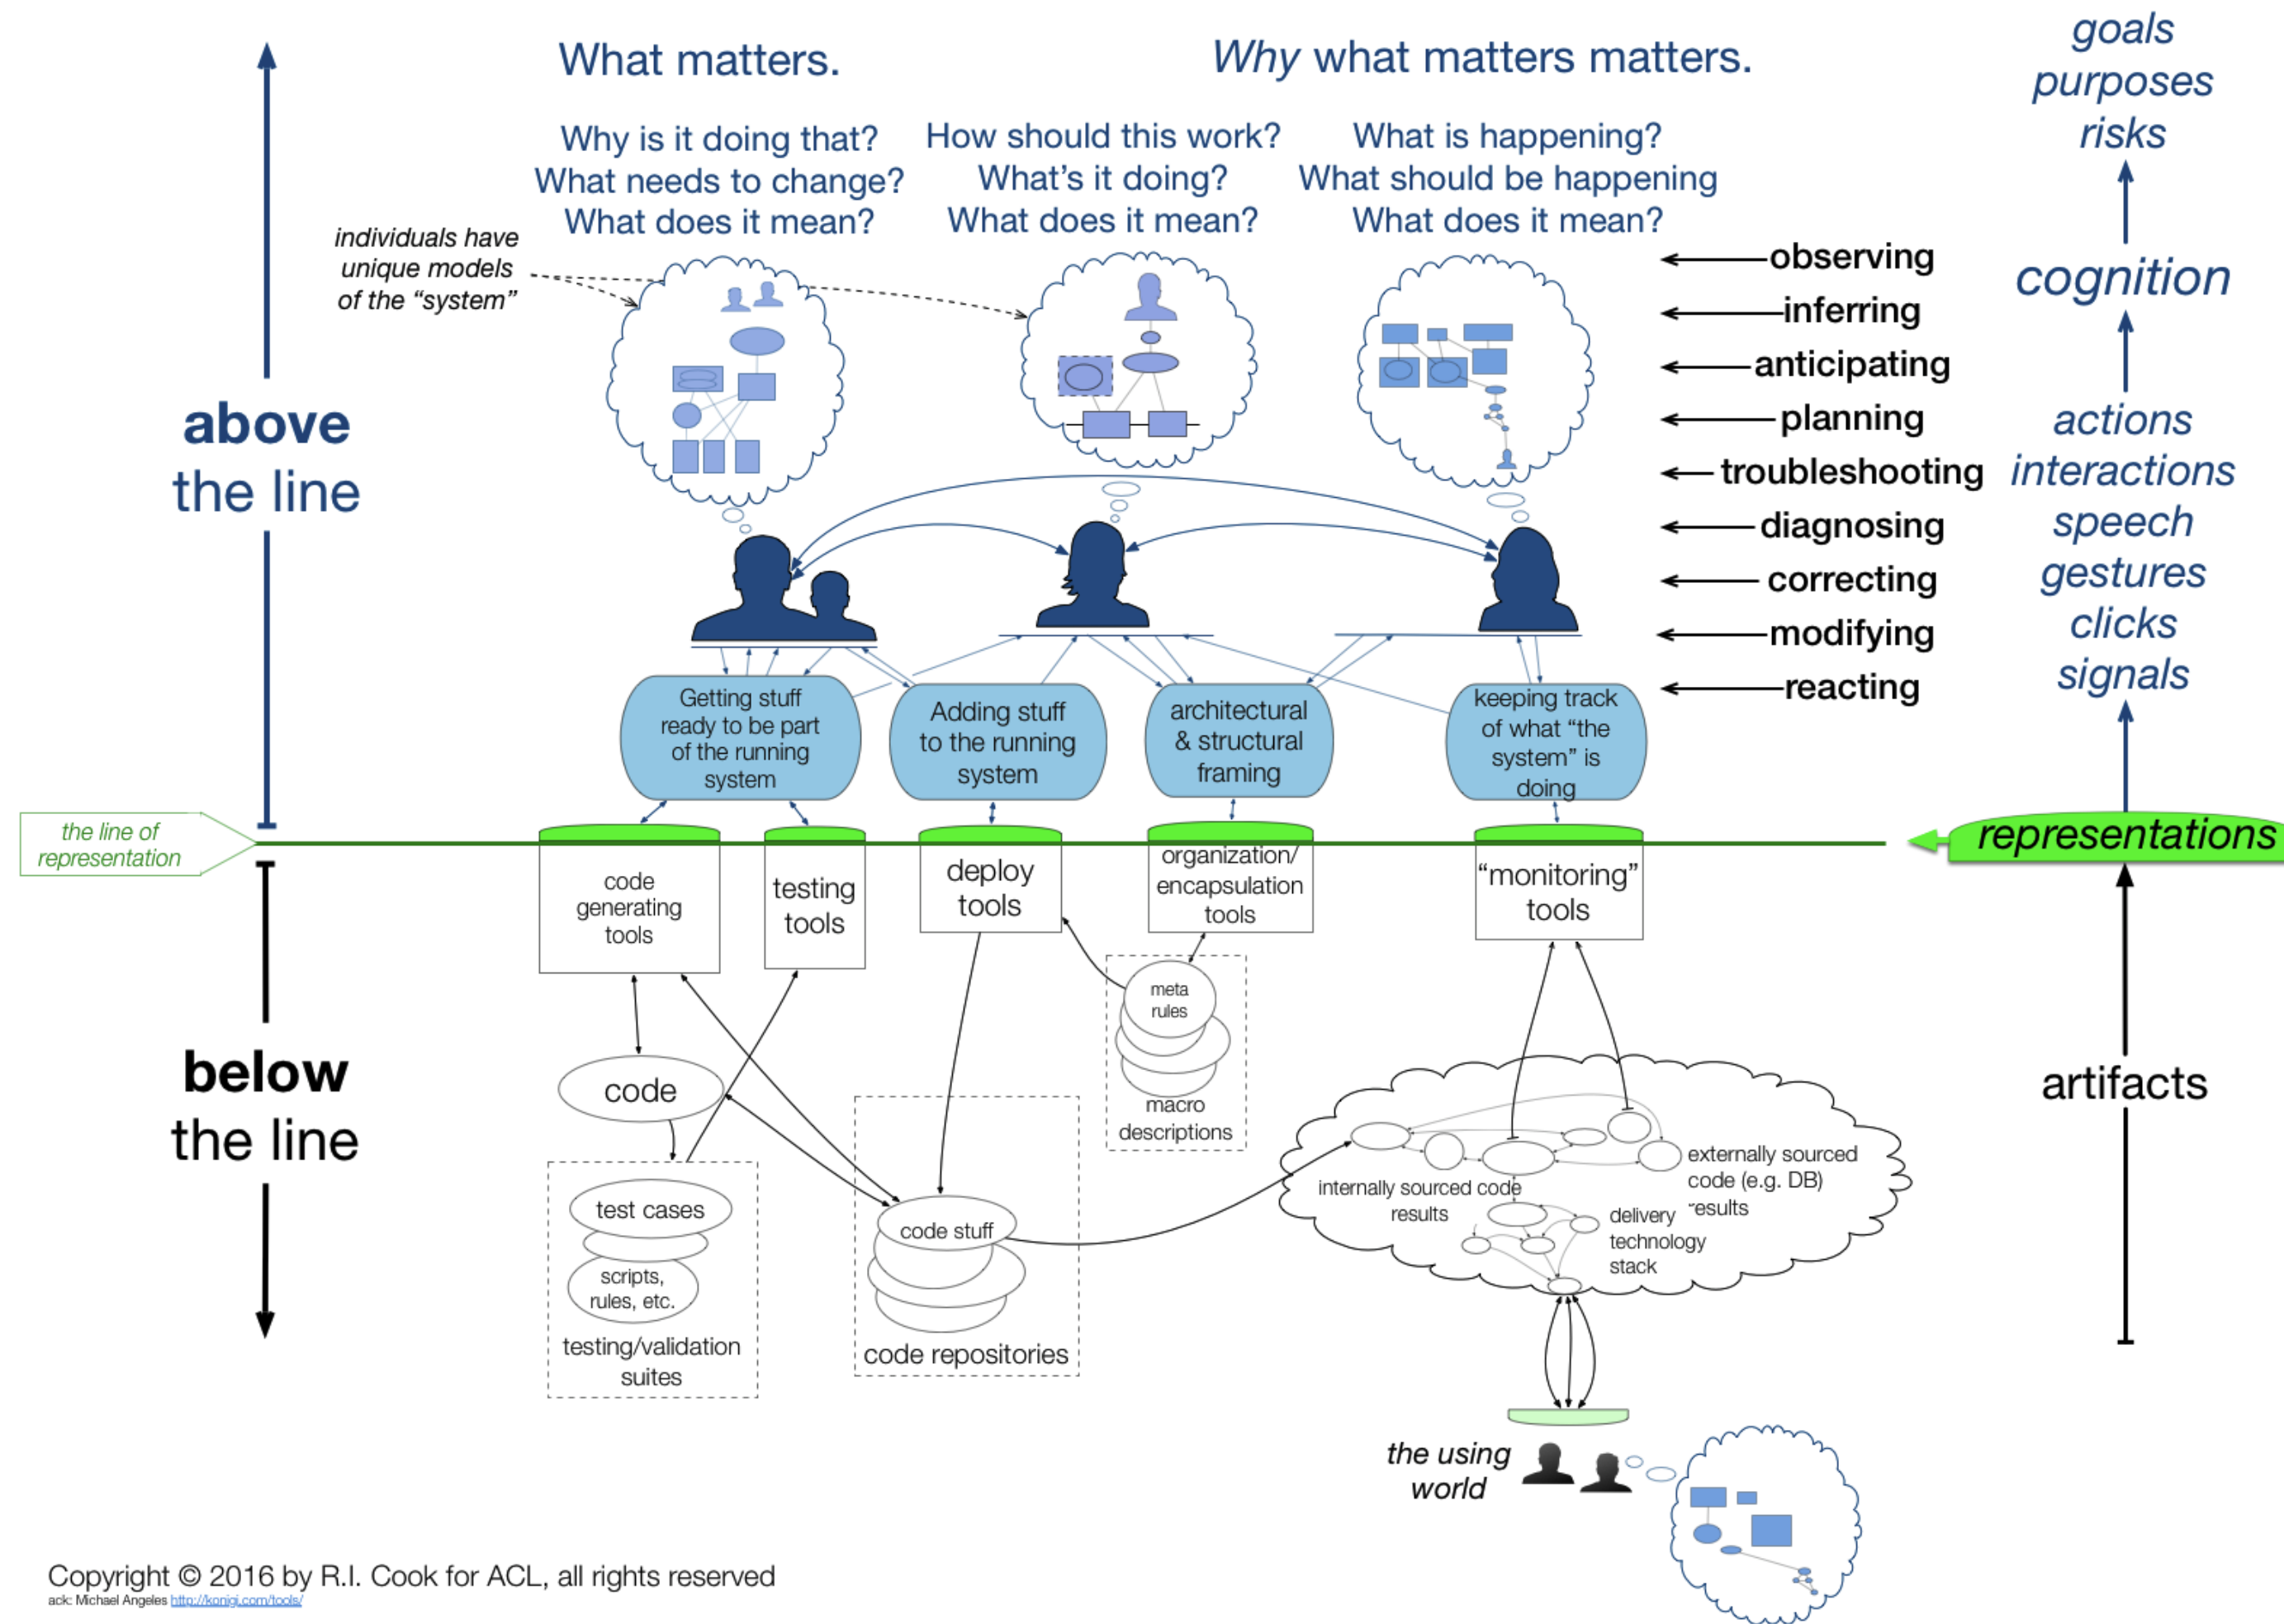 What matters.
Why what matters matters.
goals
purposes
risks
Why is it doing that?
What needs to change?
What does it mean?
How should this work?
What's it doing?
What does it mean?
What is happening?
What should be happening
What does it mean?
individuals have
unique models
of the “system”
observing
inferring
anticipating
planning
troubleshooting
diagnosing
correcting
modifying
reacting
cognition
actions
interactions
speech
gestures
clicks
signals
above
the line
Getting stuff
ready to be part
of the running
system
Adding stuff
to the running
system
architectural
& structural
framing
keeping track
of what “the
system” is
doing
the line of
representation
representations
code
generating
tools
testing
tools
deploy
tools
organization/
encapsulation
tools
“monitoring”
tools
below
the line
artifacts
meta
rules
macro
descriptions
code
test cases
scripts,
rules, etc.
testing/validation
suites
code stuff
code repositories
internally sourced code
results
externally sourced
code (e.g. DB)
results
delivery
technology
stack
the using
world
Copyright © 2016 by R.I. Cook for ACL, all rights reserved
ack: Michael Angeles http://konigi.com/tools/